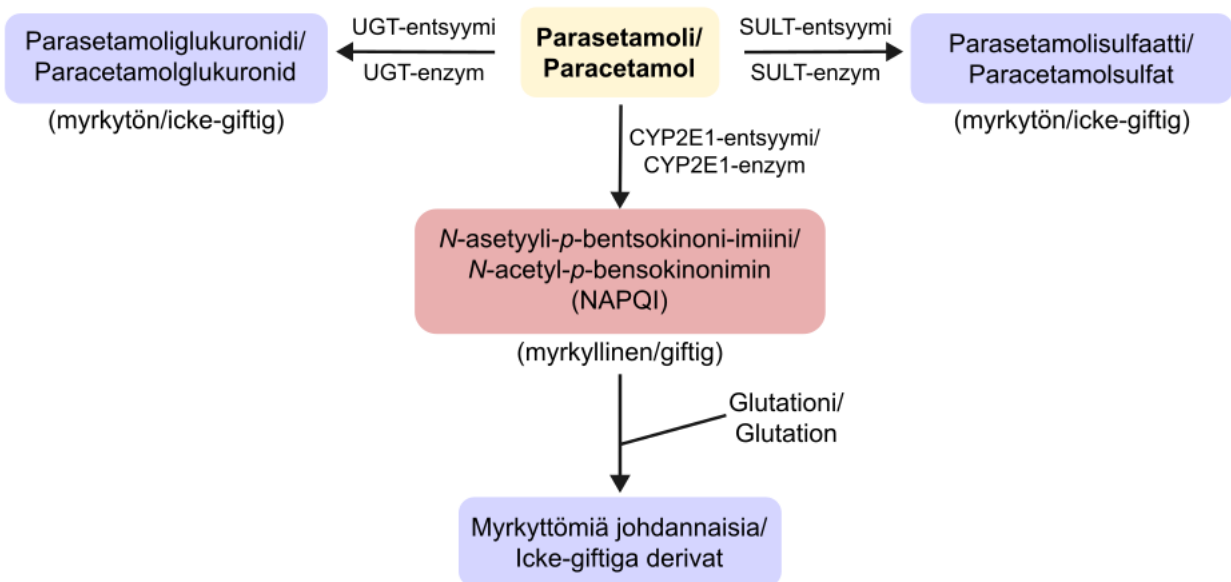 Parasetamoliglukuronidi/
Paracetamolglukuronid
(myrkytön/icke-giftig)
UGT-entsyymi
UGT-enzym
Parasetamoli/
Paracetamol
SULT-entsyymi
SULT-enzym
Parasetamolisulfaatti/
Paracetamolsulfat
(myrkytön/icke-giftig)
CYP2E1-entsyymi/
CYP2E1-enzym
N-asetyyli-p-bentsokinoni-imiini/
N-acetyl-p-bensokinonimin
(NAPQI)
(myrkyllinen/giftig)
Glutationi/
Glutation
Myrkyttömiä johdannaisia/
Icke-giftiga derivat